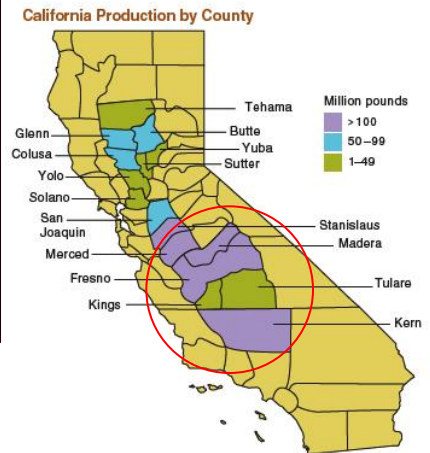 California Production by County
Million pounds
>100
50–99
1–49
Tehama
Glenn
Butte
Colusa
Yuba
Sutter
Yolo
Solano
San
Joaquin
Stanislaus
Madera
Merced
Fresno
Tulare
Kings
Kern